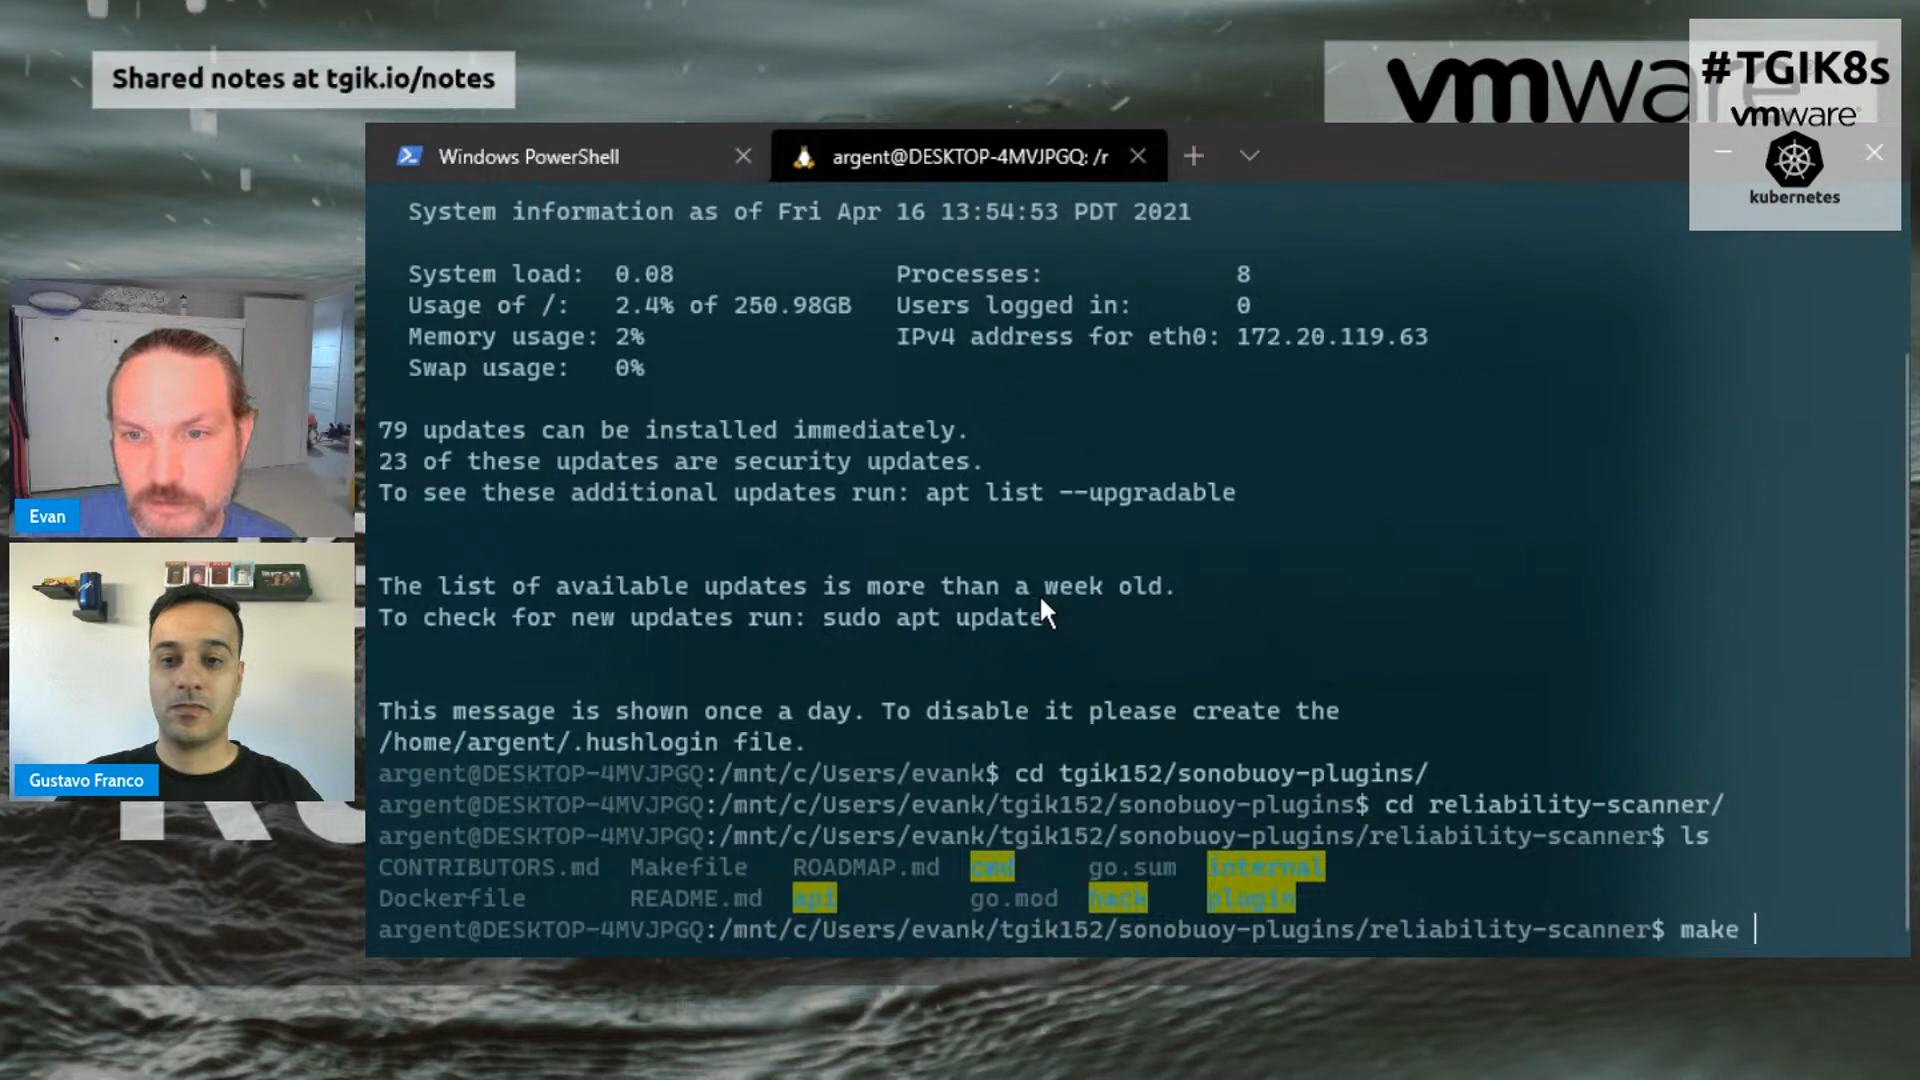 Shared notes at tgik.io/notes
vmware
#TGIK8s
vmware
kubernetes
Windows PowerShell
argent@DESKTOP-4MVJPGQ: /r
System information as of Fri Apr 16 13:54:53 PDT 2021
System load: 0.08 Processes: 8
Usage of /: 2.4% of 250.98GB Users logged in: 0
Memory usage: 2% IPv4 address for eth0: 172.20.119.63
Swap usage: 0%
79 updates can be installed immediately.
23 of these updates are security updates.
To see these additional updates run: apt list --upgradable
The list of available updates is more than a week old.
To check for new updates run: sudo apt update
This message is shown once a day. To disable it please create the
/home/argent/.hushlogin file.
argent@DESKTOP-4MVJPGQ:/mnt/c/Users/evank$ cd tgik152/sonobuoy-plugins/
argent@DESKTOP-4MVJPGQ:/mnt/c/Users/evank/tgik152/sonobuoy-plugins$ cd reliability-scanner/
argent@DESKTOP-4MVJPGQ:/mnt/c/Users/evank/tgik152/sonobuoy-plugins/reliability-scanner$ ls
CONTRIBUTORS.md Makefile ROADMAP.md cmd go.sum internal
Dockerfile README.md api go.mod hack plugin
argent@DESKTOP-4MVJPGQ:/mnt/c/Users/evank/tgik152/sonobuoy-plugins/reliability-scanner$ make
Evan
Gustavo Franco